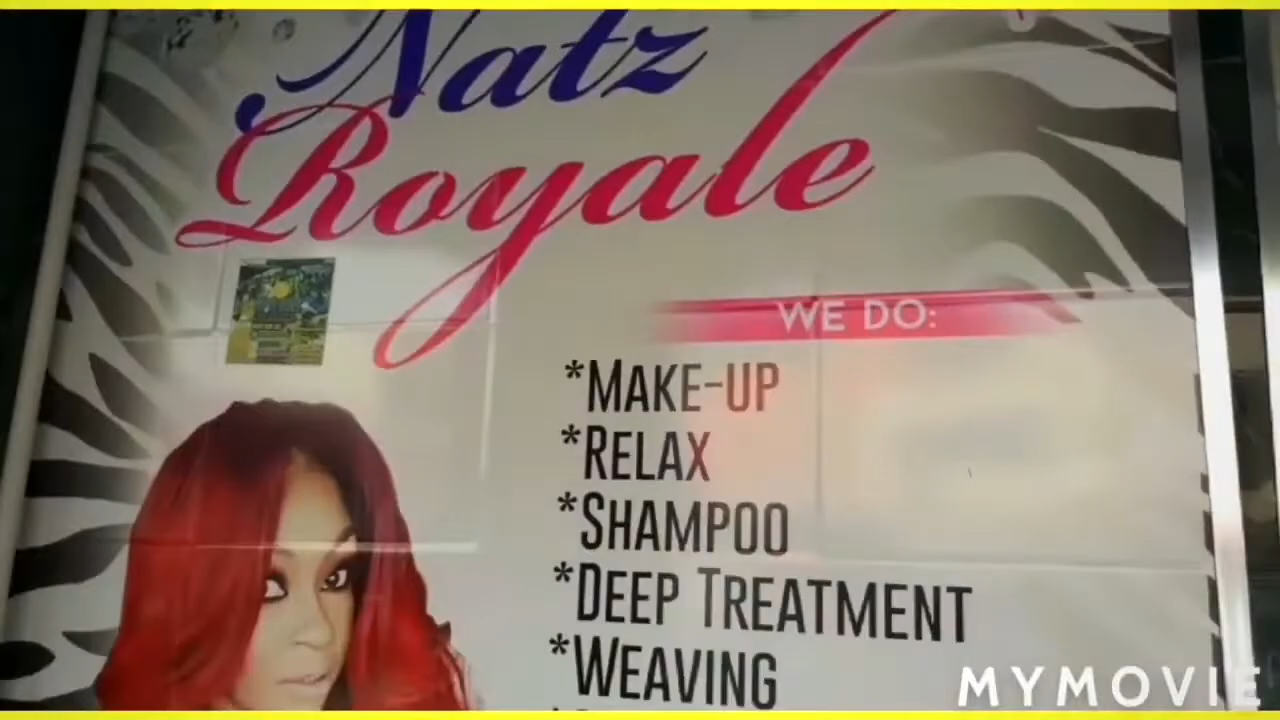 Natz
Royale
WE DO:
*MAKE-UP
*RELAX
*SHAMPOO
*DEEP TREATMENT
*WEAVING
MYMOVIE